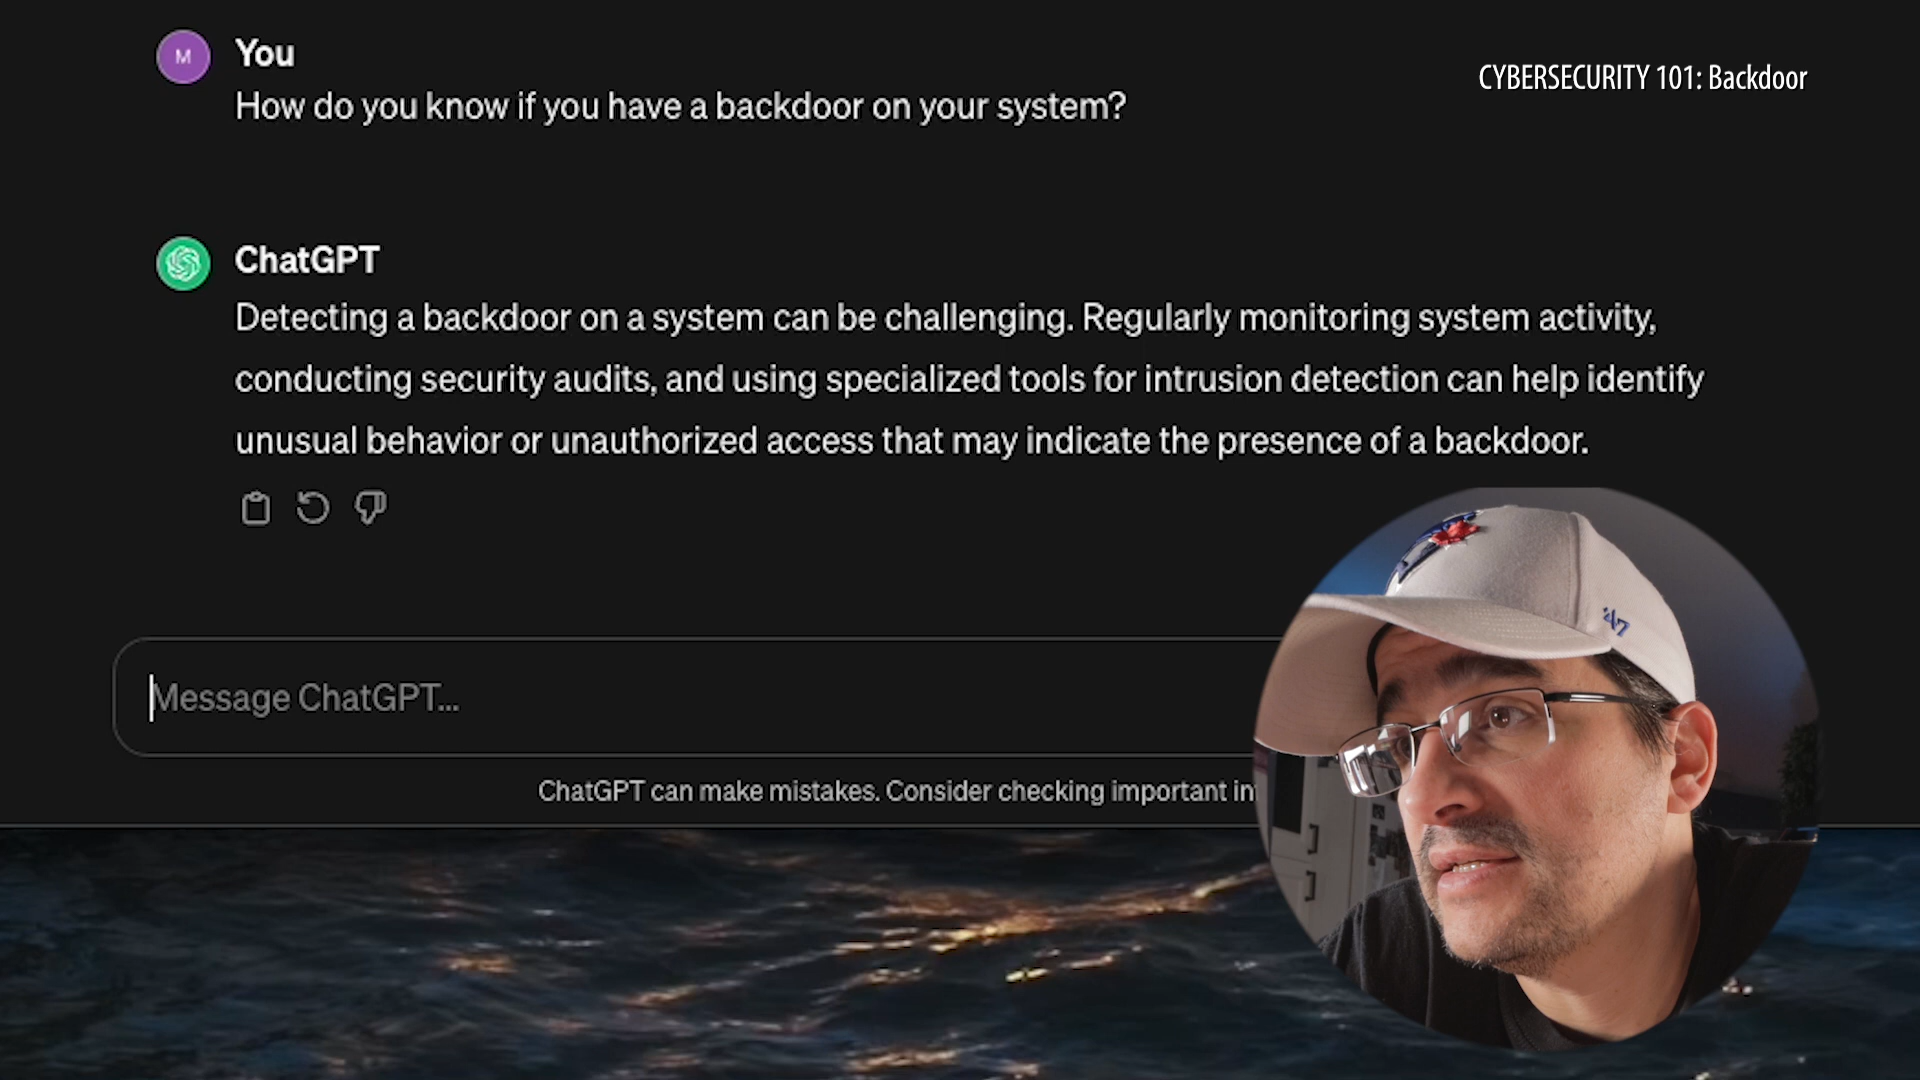 M
You
CYBERSECURITY 101: Backdoor
How do you know if you have a backdoor on your system?
ChatGPT
Detecting a backdoor on a system can be challenging. Regularly monitoring system activity,
conducting security audits, and using specialized tools for intrusion detection can help identify
unusual behavior or unauthorized access that may indicate the presence of a backdoor.
'47
Message ChatGPT...
ChatGPT can make mistakes. Consider checking important in